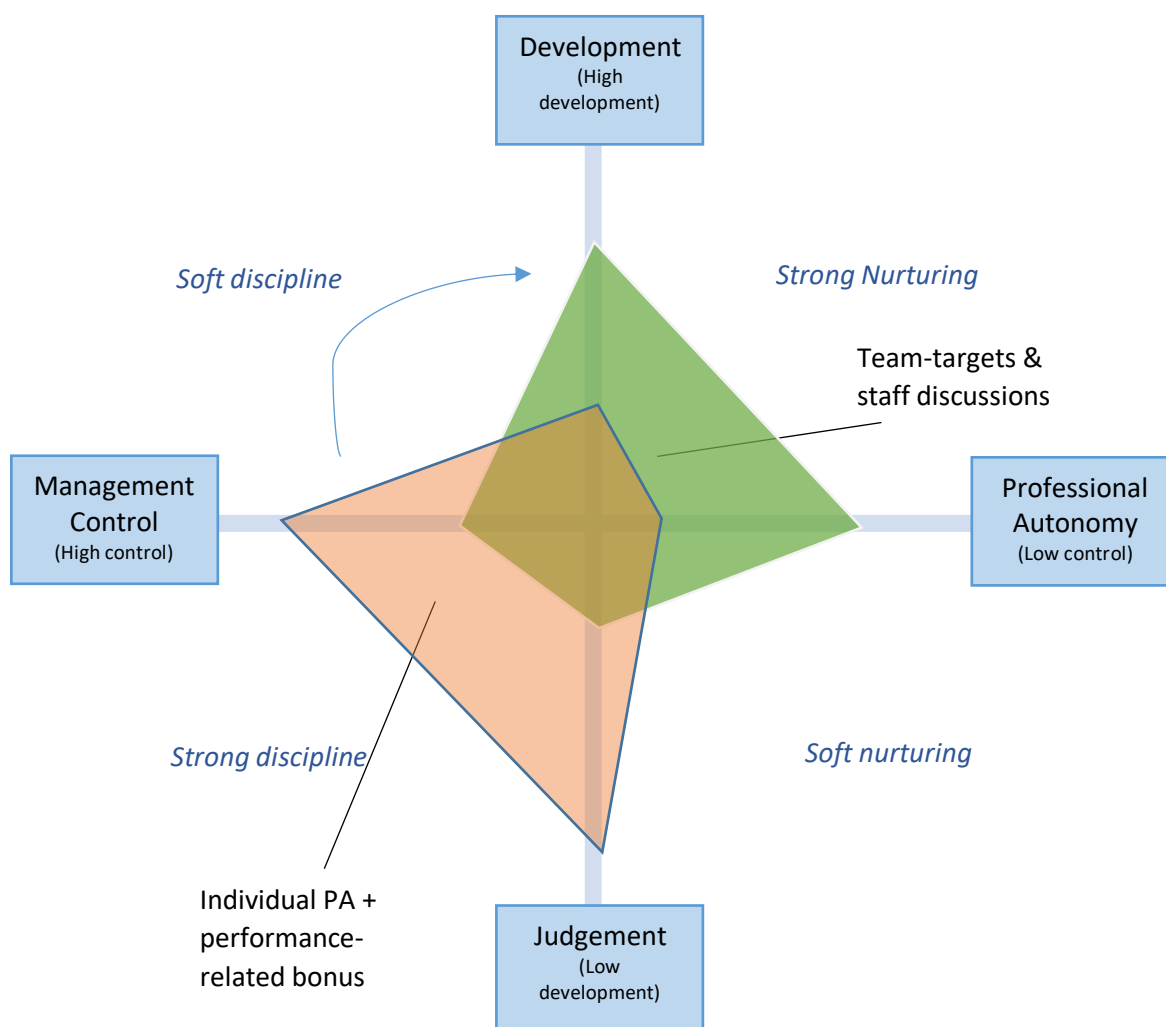 Development
(High
development)
Soft discipline
Strong Nurturing
Team-targets &
staff discussions
Management
Control
(High control)
Professional
Autonomy
(Low control)
Strong discipline
Soft nurturing
Individual PA +
performance-
related bonus
Judgement
(Low
development)